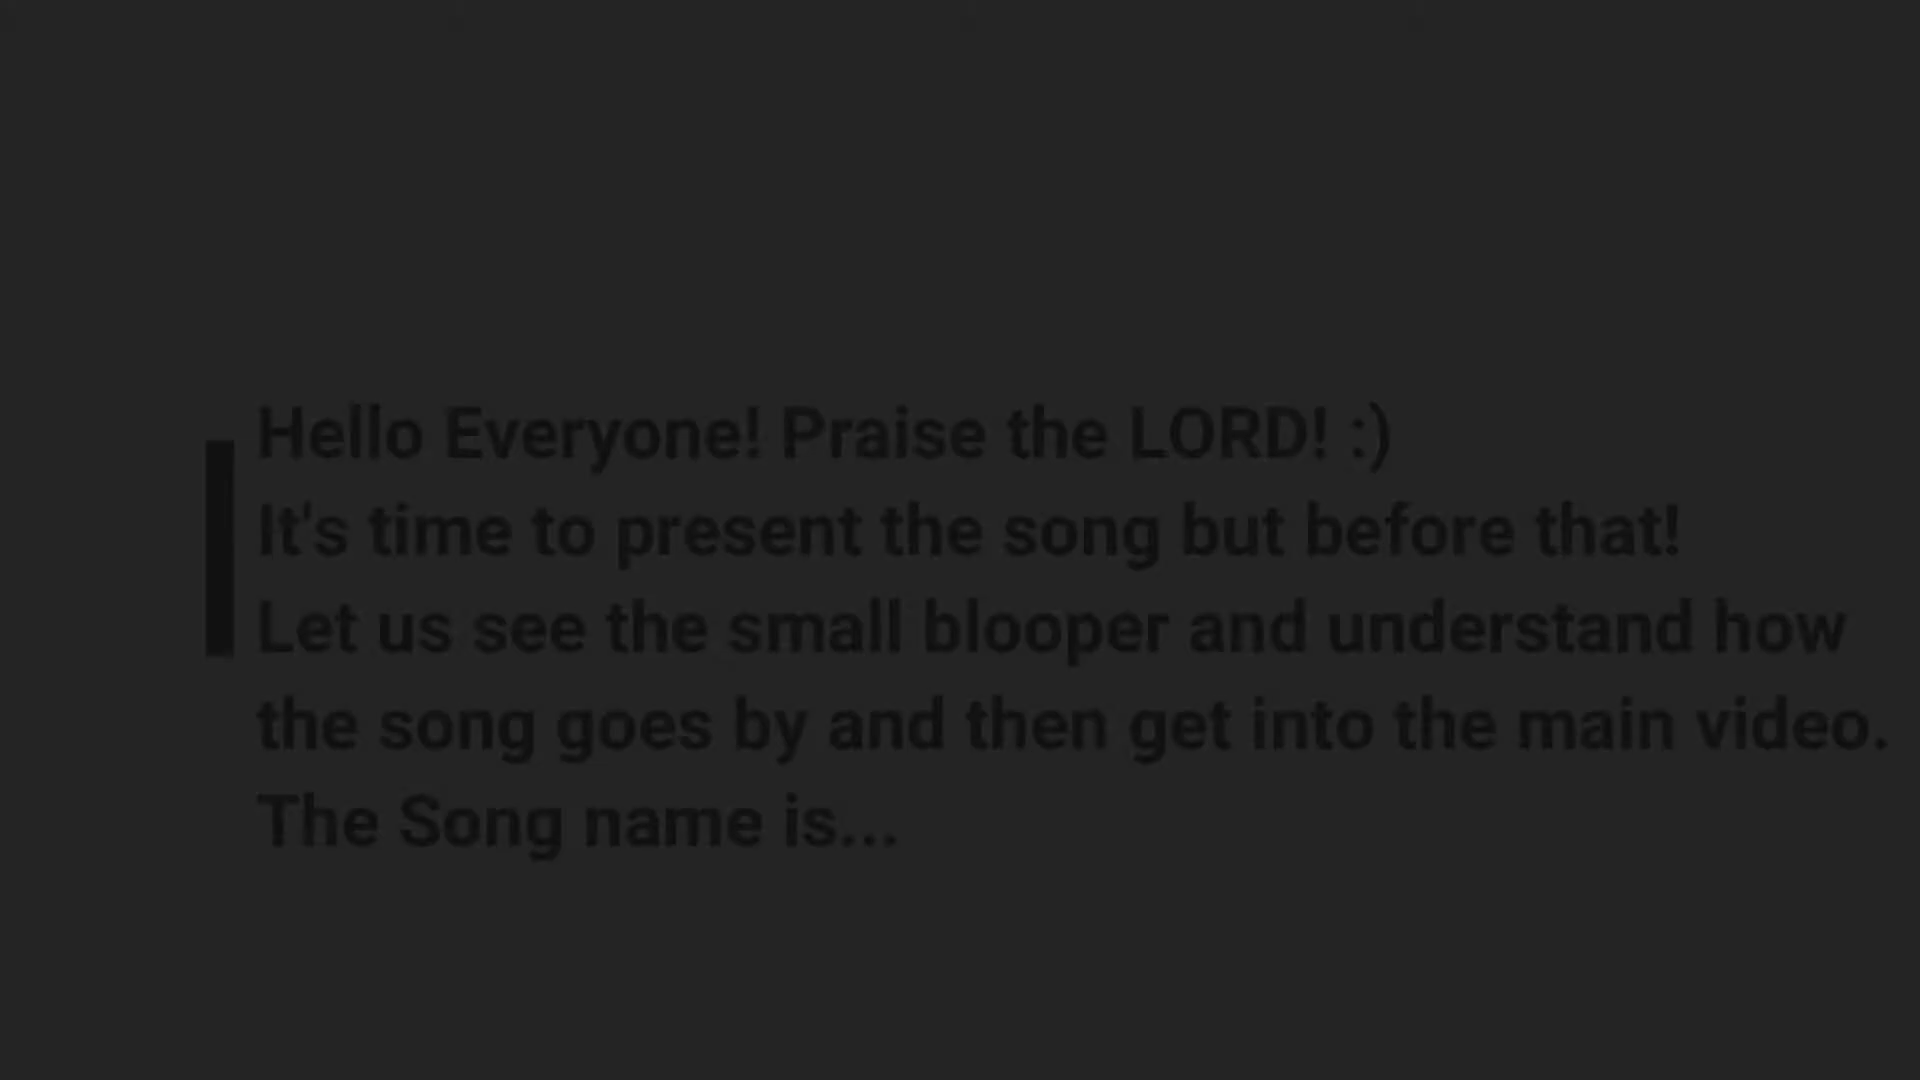 Hello Everyone! Praise the LORD! :)
It's time to present the song but before that!
Let us see the small blooper and understand how
the song goes by and then get into the main video.
The Song name is...